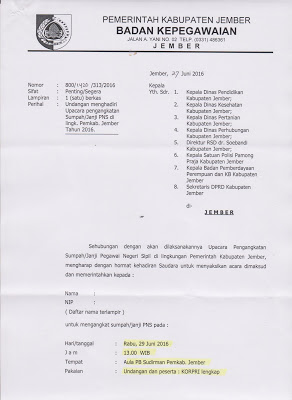 PEMERINTAH KABUPATEN JEMBER
BADAN KEPEGAWAIAN
JALAN A. YANI NO. 02 TELP. (0331) 486361
J E M B E R
Jember, 27 Juni 2016
Nomor : 800/ /313/2016
Sifat : Penting/Segera
Lampiran : 1 (satu) berkas
Perihal : Undangan menghadiri Upacara pengangkatan Sumpah/Janji PNS di lingk. Pemkab. Jember Tahun 2016.
Kepala
Yth. Sdr. 1. Kepala Dinas Pendidikan Kabupaten Jember;
2. Kepala Dinas Kesehatan Kabupaten Jember;
3. Kepala Dinas Pertanian Kabupaten Jember;
4. Kepala Dinas Perhubungan Kabupaten Jember;
5. Direktur RSD dr. Soebandi Kabupaten Jember;
6. Kepala Satuan Polisi Pamong Praja Kabupaten Jember
7. Kepala Badan Pemberdayaan Perempuan dan KB Kabupaten Jember
8. Sekretaris DPRD Kabupaten Jember
di-
J E M B E R
Sehubungan dengan akan dilaksanakannya Upacara Pengangkatan
Sumpah/Janji Pegawai Negeri Sipil di lingkungan Pemerintah Kabupaten Jember,
mengharap dengan hormat kehadiran Saudara untuk menyaksikan acara dimaksud
dan memerintahkan kepada :
Nama :
NIP :
( Daftar nama terlampir )
untuk mengangkat sumpah/janji PNS pada :
Hari/tanggal : Rabu, 29 Juni 2016
J a m : 13.00 WIB
Tempat : Aula PB Sudirman Pemkab. Jember
Pakaian : Undangan dan peserta : KORPRI lengkap